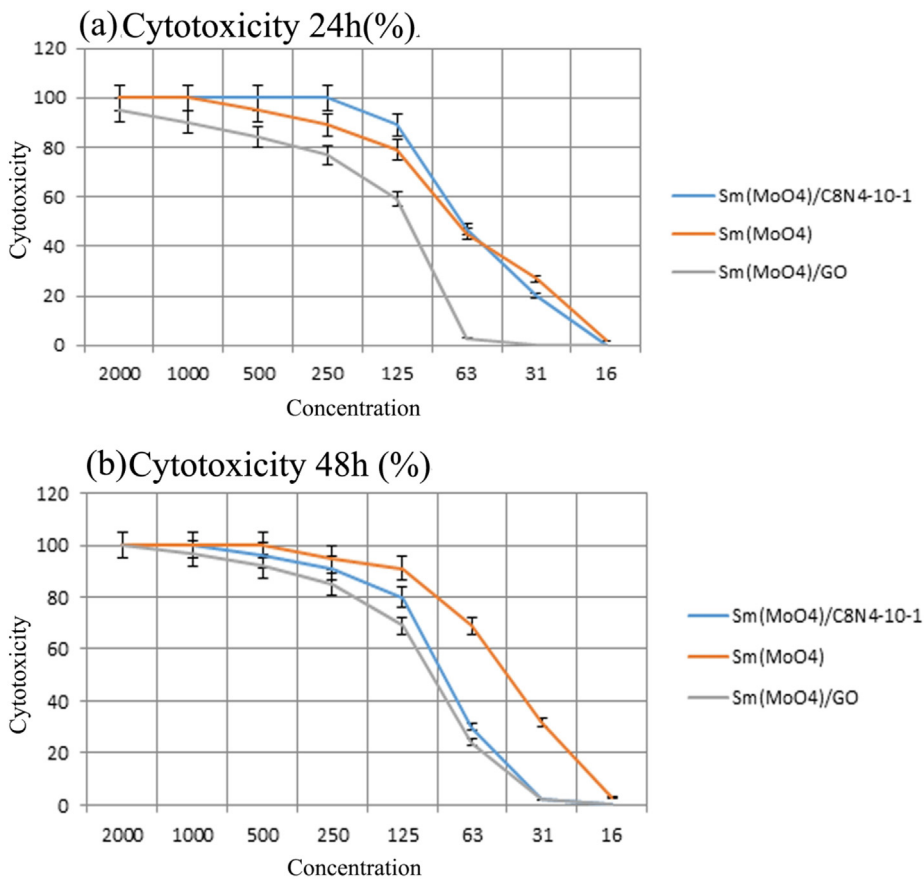 (a) Cytotoxicity 24h(%).
120
100
80
60
40
20
0
Cytotoxicity
2000 1000 500 250 125 63 31 16
Concentration
Sm(MoO4)/C8N4-10-1
Sm(MoO4)
Sm(MoO4)/GO
(b)Cytotoxicity 48h (%)
120
100
80
60
40
20
0
Cytotoxicity
2000 1000 500 250 125 63 31 16
Concentration
Sm(MoO4)/C8N4-10-1
Sm(MoO4)
Sm(MoO4)/GO